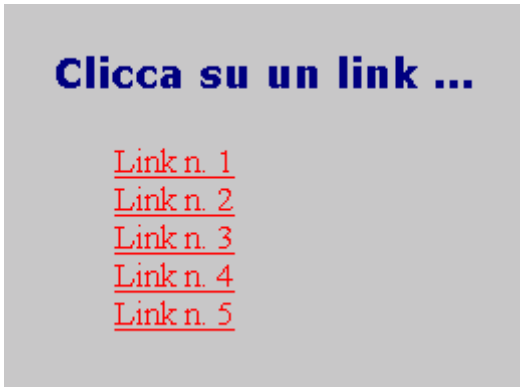 Clicca su un link ...
Link n. 1
Link n. 2
Link n. 3
Link n. 4
Link n. 5